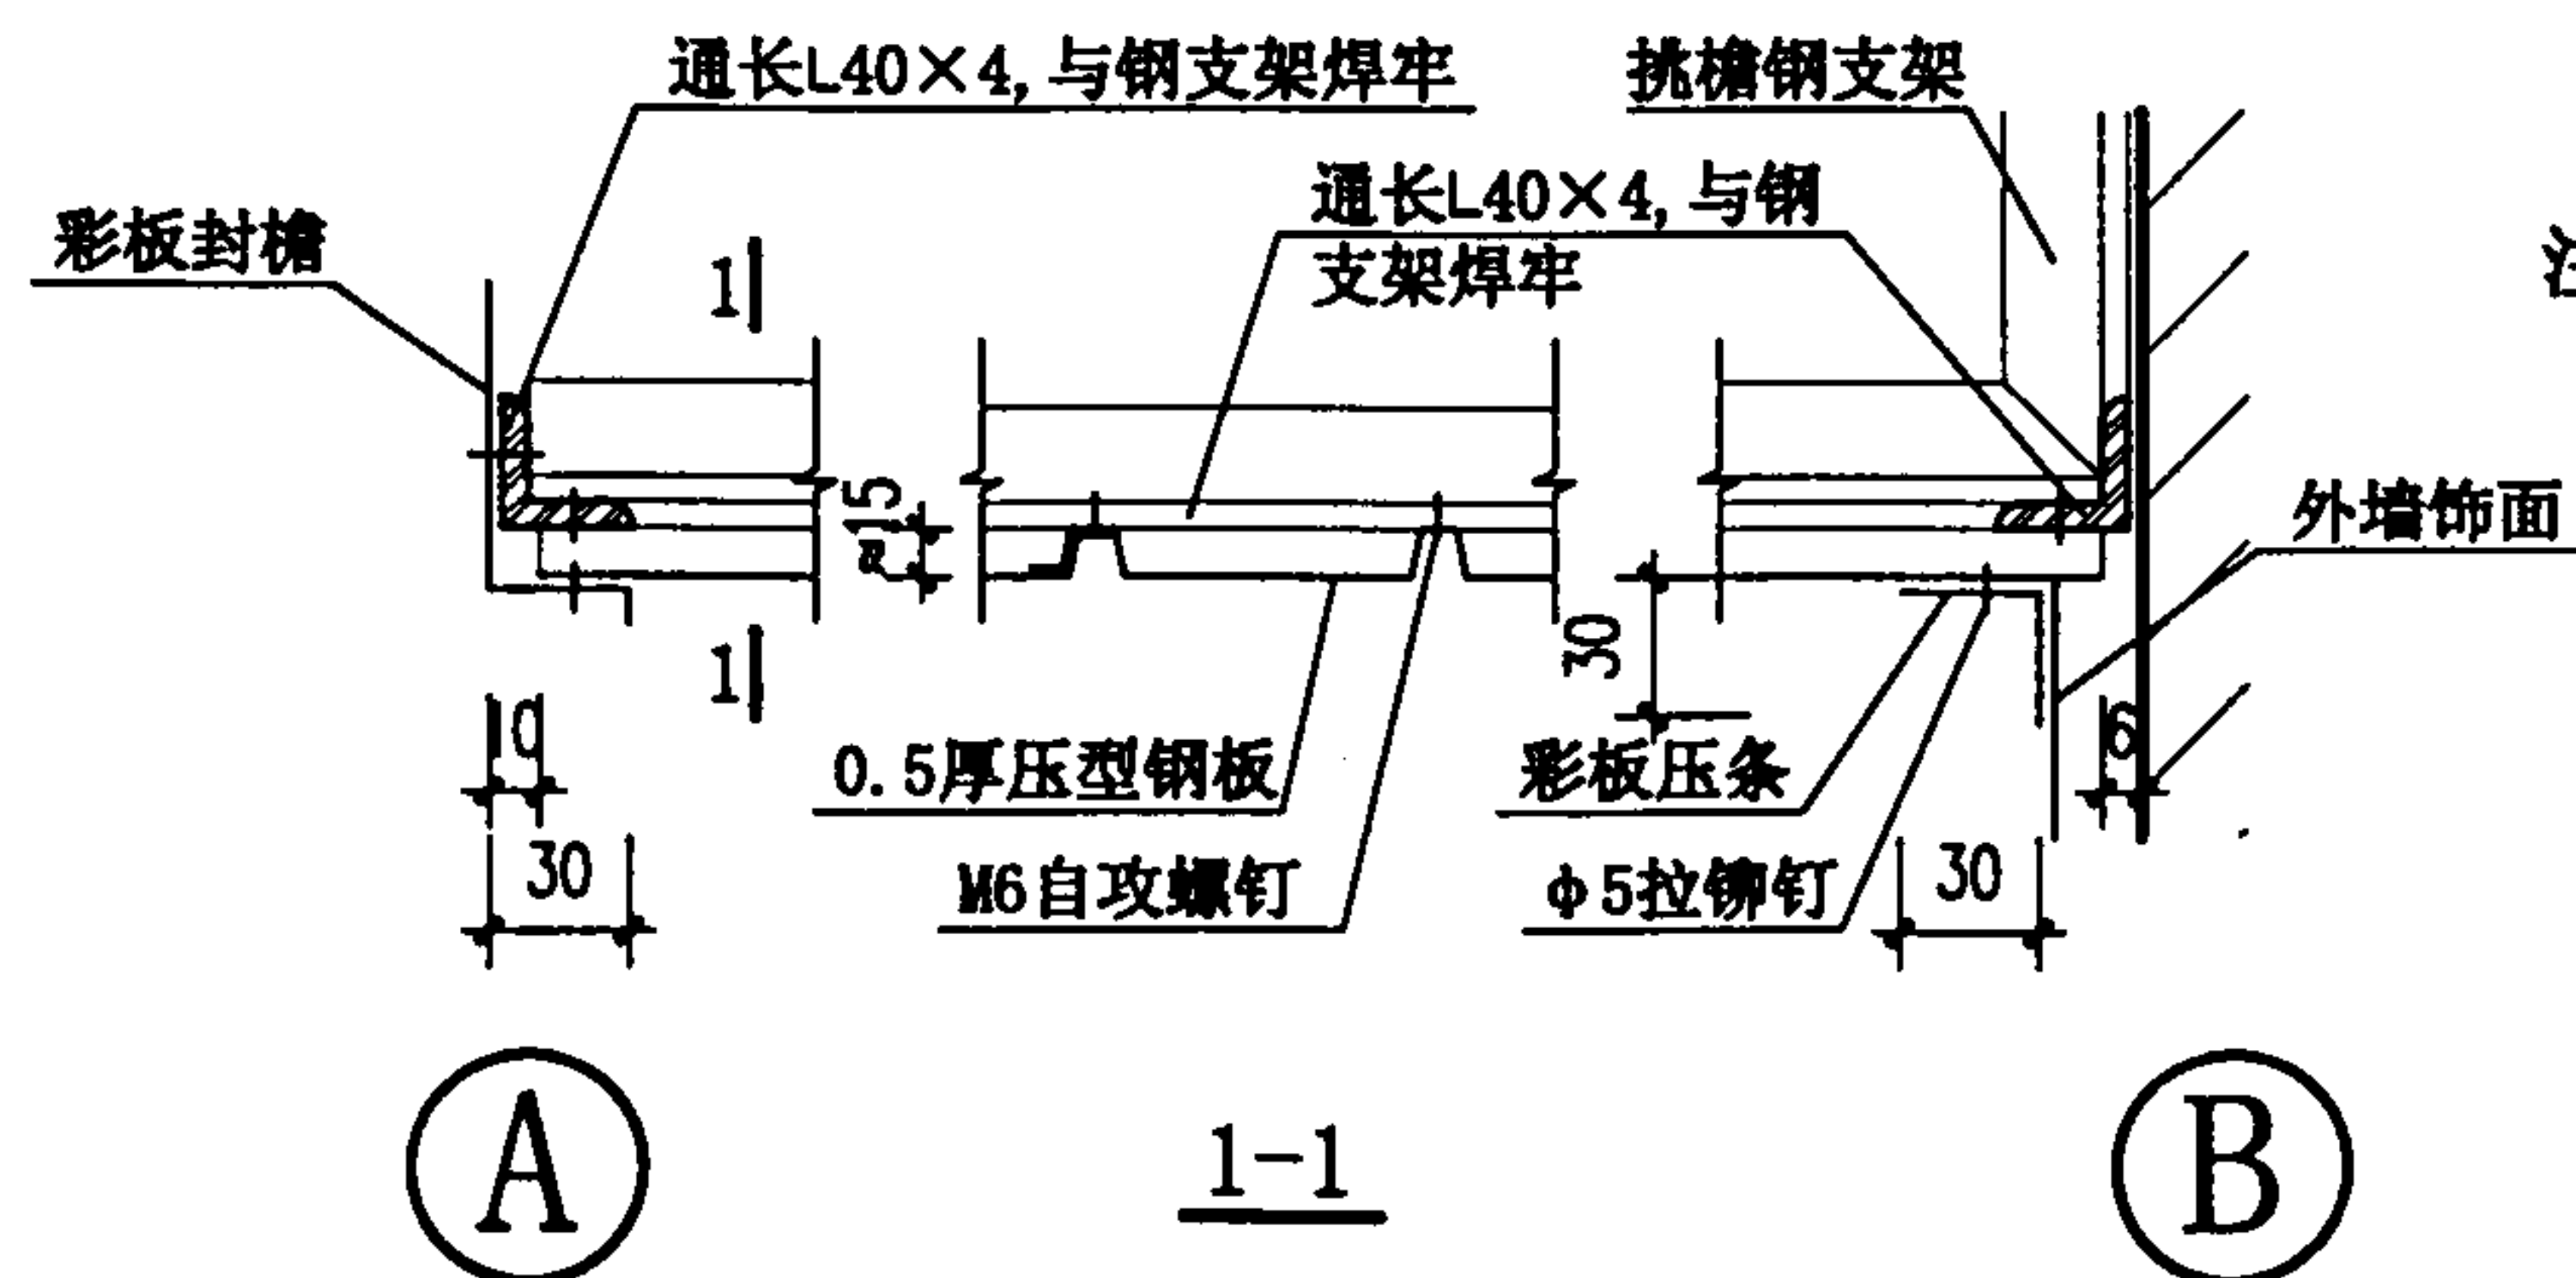 通长L40×4,与钢支架焊牢
挑檐钢支架
通长L40×4,与钢
支架焊牢
彩板封檐
1
≈15
外墙饰面
1
30
10
6
0.5厚压型钢板
彩板压条
30
M6自攻螺钉
φ5拉铆钉
30
A
1-1
B